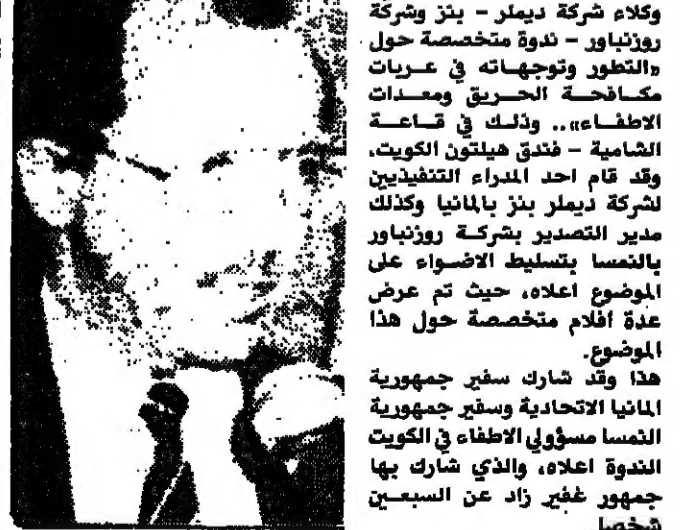 وكلاء شركة ديملر – بنز وشركة
روزنباور – ندوة متخصصة حول
«التطور وتوجهاته في عربات
مكافحة الحريق ومعدات
الاطفاء».. وذلك في قاعة
الشامية – فندق هيلتون الكويت.
وقد قام احد المدراء التنفيذيين
لشركة ديملر بنز بالمانيا وكذلك
مدير التصدير بشركة روزنباور
بالنمسا بتسليط الاضواء على
الموضوع اعلاه، حيث تم عرض
عدة افلام متخصصة حول هذا
الموضوع.
هذا وقد شارك سفير جمهورية
المانيا الاتحادية وسفير جمهورية
النمسا مسؤولي الاطفاء في الكويت
الندوة اعلاه، والذي شارك بها
جمهور غفير زاد عن السبعين
شخصا